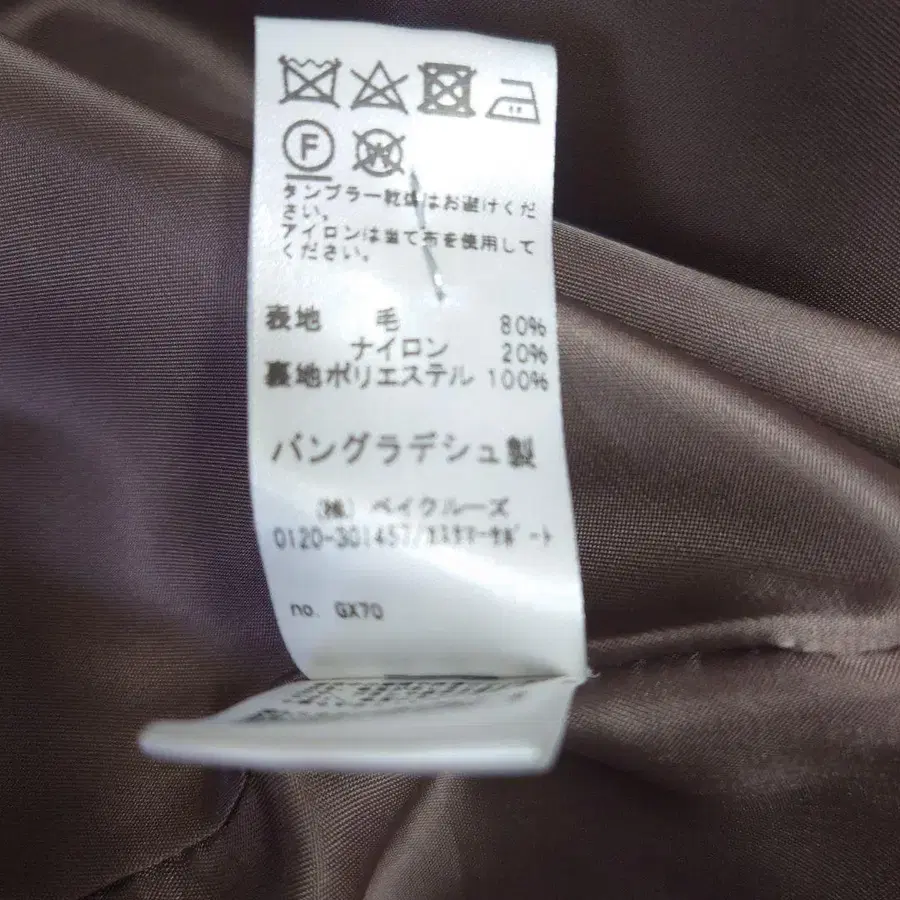 F
W
タンブラー乾燥はお避けくだ
さい。
アイロンは当て布を使用して
ください。
表地 毛 80%
ナイロン 20%
裏地ポリエステル 100%
バングラデシュ製
(株) ベイクルーズ
0120-301457/カスタマーサポート
no. GX70